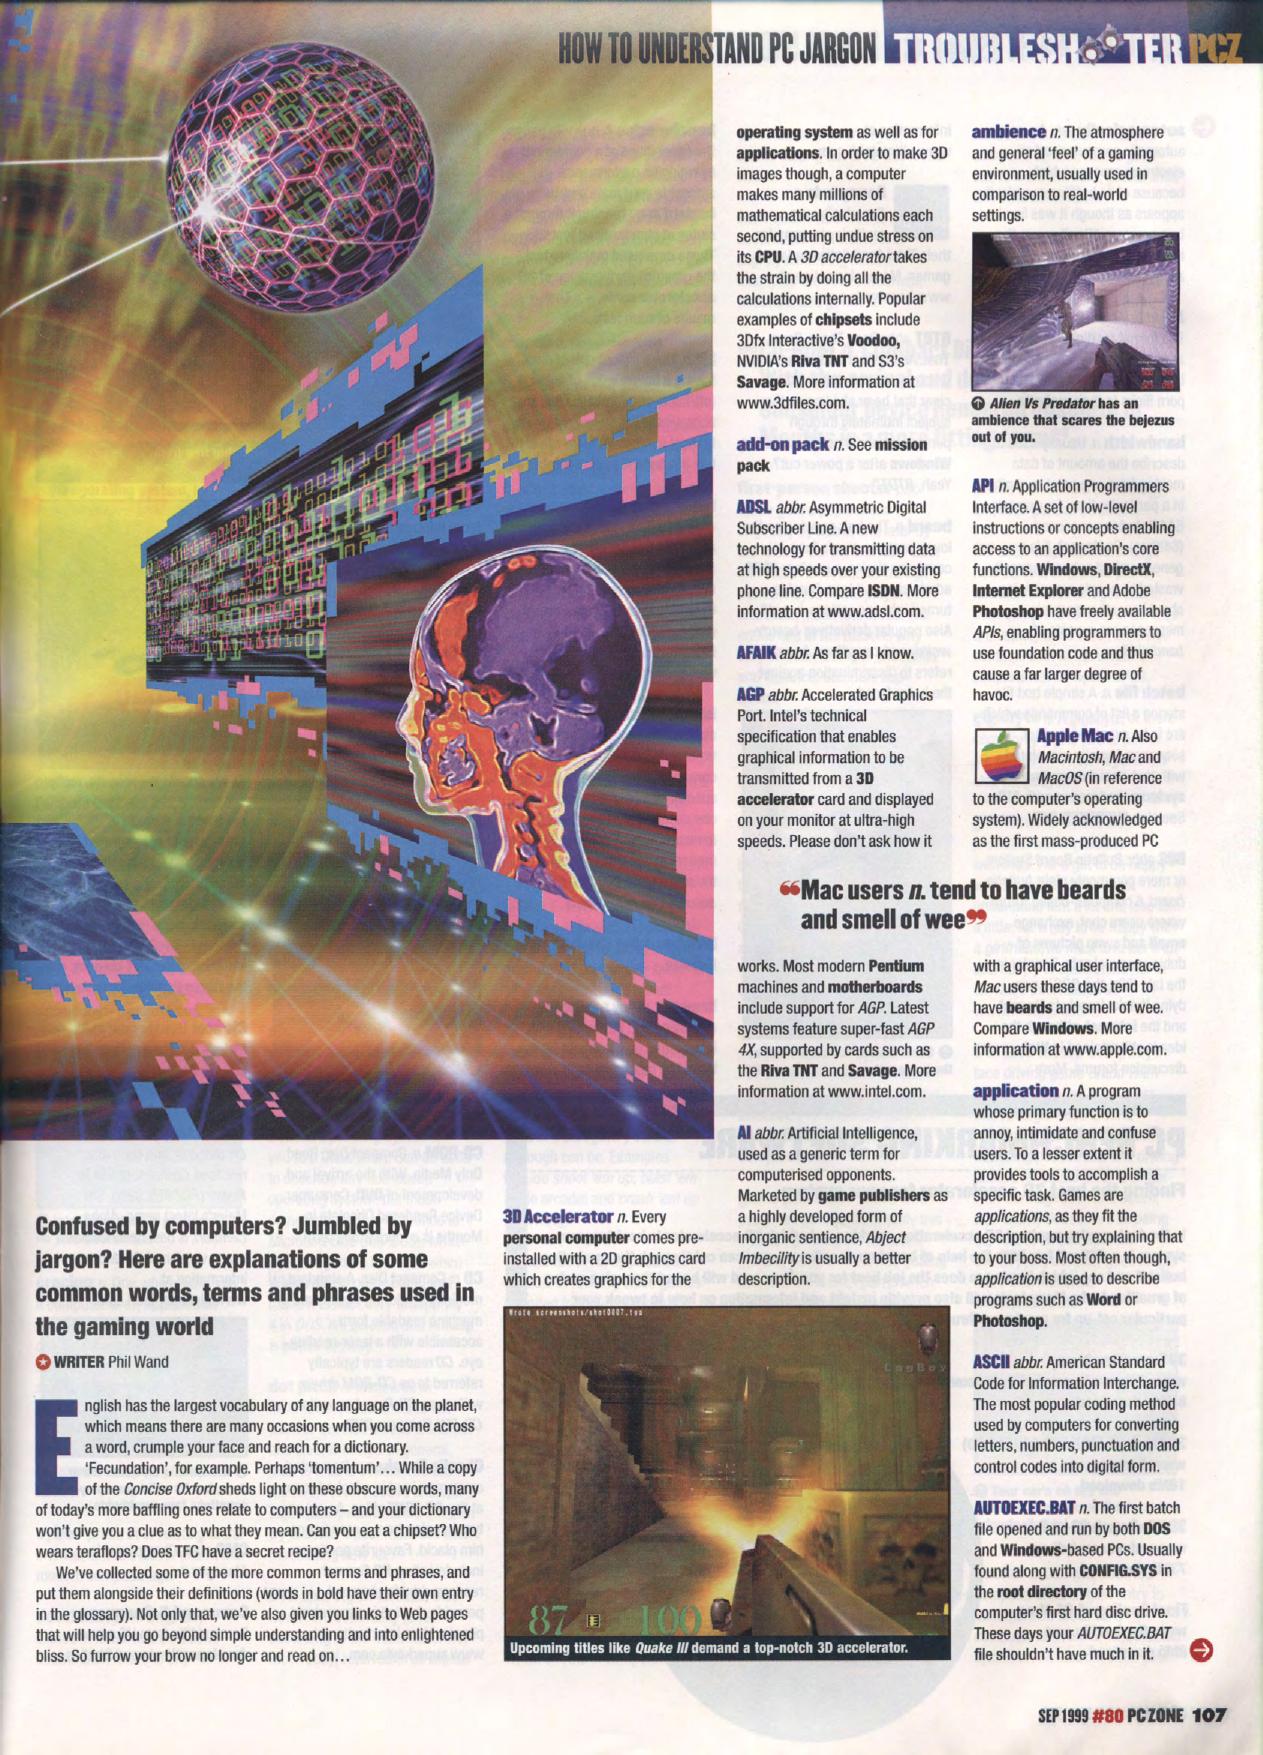 HOW TO UNDERSTAND PC JARGON TROUBLESHOOTER PCZ
Confused by computers? Jumbled by
jargon? Here are explanations of some
common words, terms and phrases used in
the gaming world
WRITER Phil Wand
English has the largest vocabulary of any language on the planet,
which means there are many occasions when you come across
a word, crumple your face and reach for a dictionary.
‘Fecundation’, for example. Perhaps ‘tomentum’... While a copy
of the Concise Oxford sheds light on these obscure words, many
of today’s more baffling ones relate to computers – and your dictionary
won’t give you a clue as to what they mean. Can you eat a chipset? Who
wears teraflops? Does TFC have a secret recipe?
We’ve collected some of the more common terms and phrases, and
put them alongside their definitions (words in bold have their own entry
in the glossary). Not only that, we’ve also given you links to Web pages
that will help you go beyond simple understanding and into enlightened
bliss. So furrow your brow no longer and read on...
3D Accelerator n. Every
personal computer comes pre-
installed with a 2D graphics card
which creates graphics for the
Wrote screenshots/shot0007.tga
CagBoy
87 100
Upcoming titles like Quake III demand a top-notch 3D accelerator.
operating system as well as for
applications. In order to make 3D
images though, a computer
makes many millions of
mathematical calculations each
second, putting undue stress on
its CPU. A 3D accelerator takes
the strain by doing all the
calculations internally. Popular
examples of chipsets include
3Dfx Interactive’s Voodoo,
NVIDIA’s Riva TNT and S3’s
Savage. More information at
www.3dfiles.com.
add-on pack n. See mission
pack
ADSL abbr. Asymmetric Digital
Subscriber Line. A new
technology for transmitting data
at high speeds over your existing
phone line. Compare ISDN. More
information at www.adsl.com.
AFAIK abbr. As far as I know.
AGP abbr. Accelerated Graphics
Port. Intel’s technical
specification that enables
graphical information to be
transmitted from a 3D
accelerator card and displayed
on your monitor at ultra-high
speeds. Please don’t ask how it
“Mac users n. tend to have beards
and smell of wee”
works. Most modern Pentium
machines and motherboards
include support for AGP. Latest
systems feature super-fast AGP
4X, supported by cards such as
the Riva TNT and Savage. More
information at www.intel.com.
AI abbr. Artificial Intelligence,
used as a generic term for
computerised opponents.
Marketed by game publishers as
a highly developed form of
inorganic sentience, Abject
Imbecility is usually a better
description.
ambience n. The atmosphere
and general ‘feel’ of a gaming
environment, usually used in
comparison to real-world
settings.
Alien Vs Predator has an
ambience that scares the bejezus
out of you.
API n. Application Programmers
Interface. A set of low-level
instructions or concepts enabling
access to an application’s core
functions. Windows, DirectX,
Internet Explorer and Adobe
Photoshop have freely available
APIs, enabling programmers to
use foundation code and thus
cause a far larger degree of
havoc.
Apple Mac n. Also
Macintosh, Mac and
MacOS (in reference
to the computer’s operating
system). Widely acknowledged
as the first mass-produced PC
with a graphical user interface,
Mac users these days tend to
have beards and smell of wee.
Compare Windows. More
information at www.apple.com.
application n. A program
whose primary function is to
annoy, intimidate and confuse
users. To a lesser extent it
provides tools to accomplish a
specific task. Games are
applications, as they fit the
description, but try explaining that
to your boss. Most often though,
application is used to describe
programs such as Word or
Photoshop.
ASCII abbr. American Standard
Code for Information Interchange.
The most popular coding method
used by computers for converting
letters, numbers, punctuation and
control codes into digital form.
AUTOEXEC.BAT n. The first batch
file opened and run by both DOS
and Windows-based PCs. Usually
found along with CONFIG.SYS in
the root directory of the
computer’s first hard disc drive.
These days your AUTOEXEC.BAT
file shouldn’t have much in it.
SEP 1999 #80 PC ZONE 107